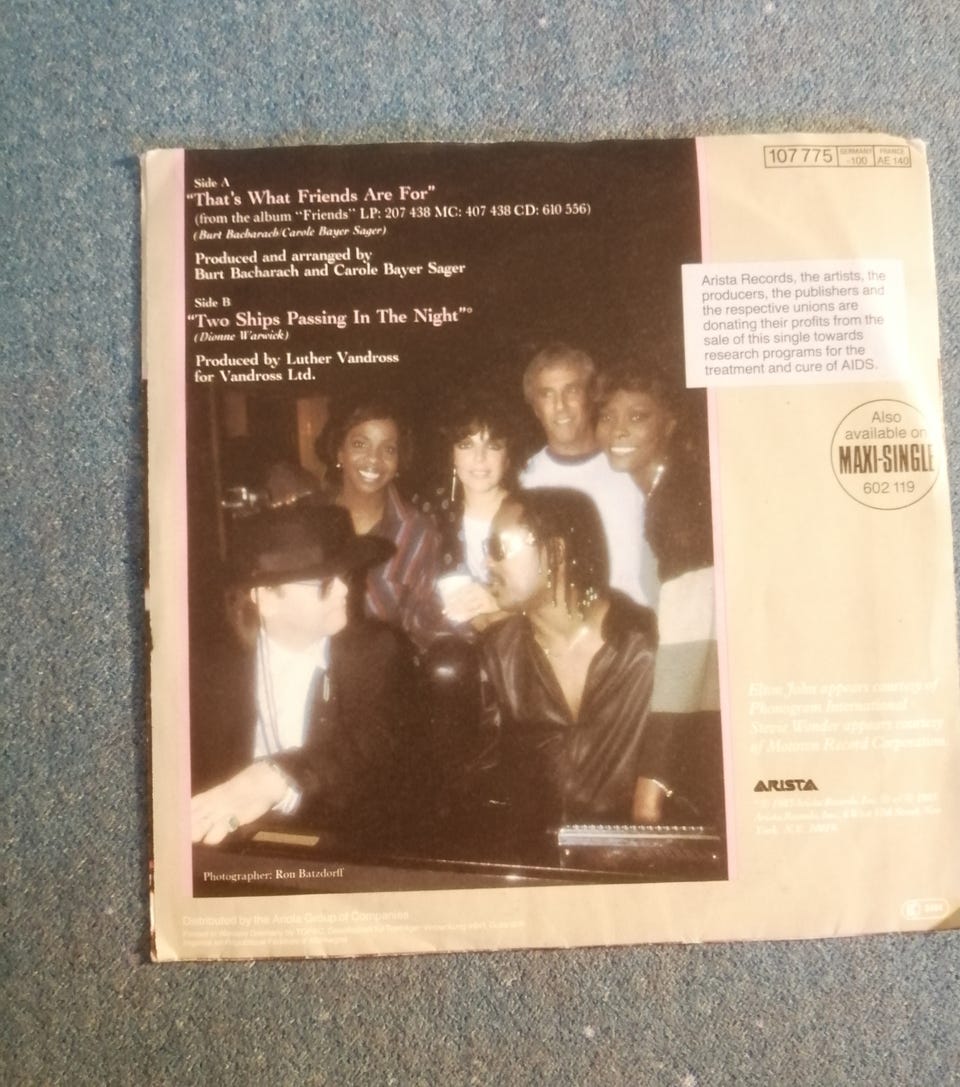 Side A
"That's What Friends Are For"
(from the album "Friends" LP: 207 438 MC: 407 438 CD: 610 556)
(Burt Bacharach/Carole Bayer Sager)
Produced and arranged by
Burt Bacharach and Carole Bayer Sager
Side B
"Two Ships Passing In The Night"°
(Dionne Warwick)
Produced by Luther Vandross
for Vandross Ltd.
107 775
GERMANY
-100
FRANCE
AE 140
Arista Records, the artists, the
producers, the publishers and
the respective unions are
donating their profits from the
sale of this single towards
research programs for the
treatment and cure of AIDS.
Also
available on
MAXI-SINGLE
602 119
Elton John appears courtesy of
Phonogram International
Stevie Wonder appears courtesy
of Motown Record Corporation.
ARISTA
Arista Records, Inc.
York, N.Y. 10019
Photographer: Ron Batzdorff
Distributed by the Ariola Group of Companies